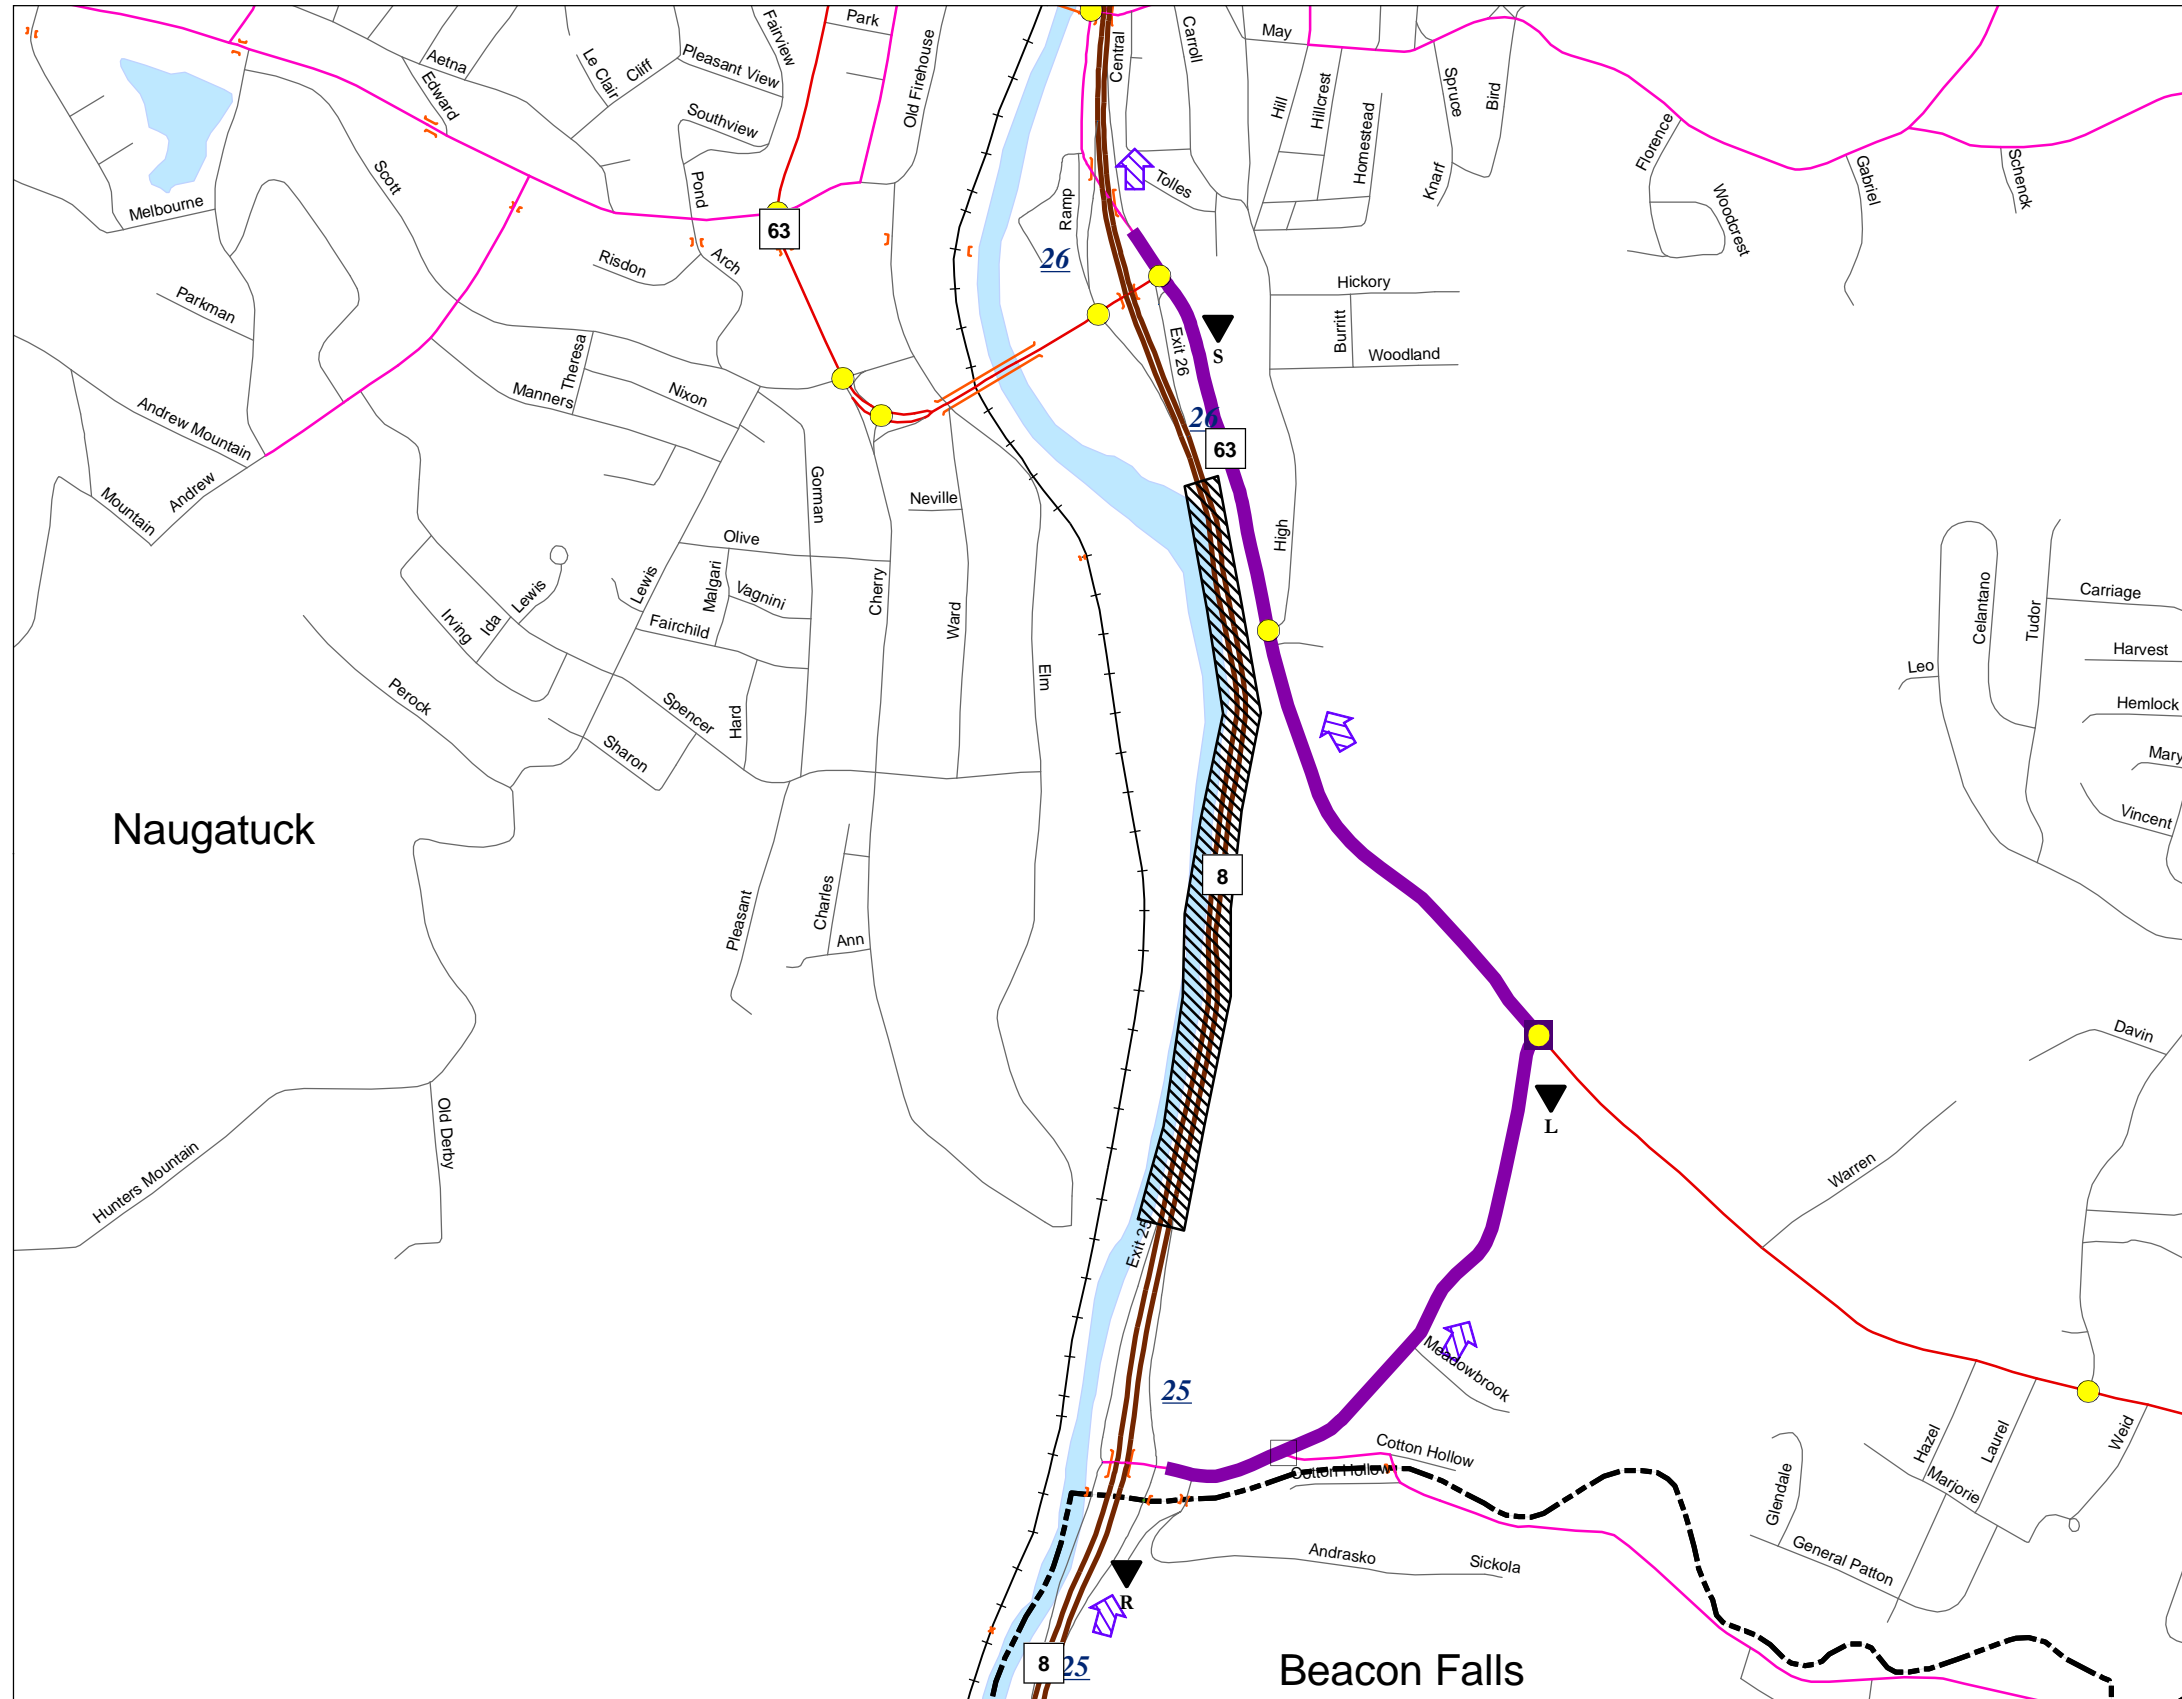 Park
Fairview
Old Firehouse
Central
Carroll
May
Aetna
Edward
Le Clair
Cliff
Pleasant View
Southview
Hill
Hillcrest
Homestead
Spruce
Bird
Knarf
Florence
Woodcrest
Gabriel
Schenck
Scott
Melbourne
Pond
63
Ramp
Tolles
26
Risdon
Arch
Parkman
Hickory
Burritt
Woodland
Exit 26
S
Theresa
Manners
Nixon
Andrew Mountain
Andrew
Mountain
26
63
Gorman
Neville
High
Olive
Malgari
Vagnini
Lewis
Lewis
Ida
Irving
Fairchild
Cherry
Ward
Elm
Celantano
Tudor
Carriage
Harvest
Leo
Hemlock
Mary
Vincent
Perock
Spencer
Hard
Sharon
Naugatuck
8
Pleasant
Charles
Ann
Davin
L
Old Derby
Hunters Mountain
Warren
Exit 25
Meadowbrook
25
Cotton Hollow
Cotton Hollow
Hazel
Laurel
Weid
Marjorie
Glendale
General Patton
Andrasko
Sickola
R
8
25
Beacon Falls